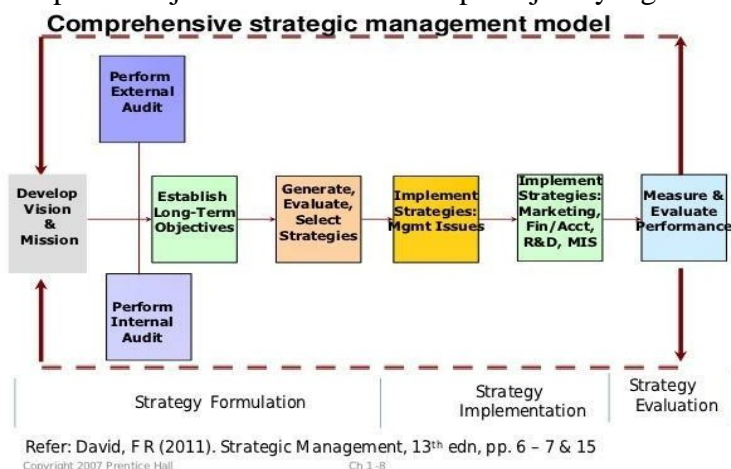 Comprehensive strategic management model
Perform
External
Audit
Develop
Vision
&
Mission
Establish
Long-Term
Objectives
Generate,
Evaluate,
Select
Strategies
Implement
Strategies:
Mgmt Issues
Implement
Strategies:
Marketing,
Fin/Acct,
R&D, MIS
Measure &
Evaluate
Performance
Perform
Internal
Audit
Strategy Formulation
Strategy
Implementation
Strategy
Evaluation
Refer: David, F R (2011). Strategic Management, 13th edn, pp. 6 – 7 & 15
Copyright 2007 Prentice Hall
Ch 1 -8